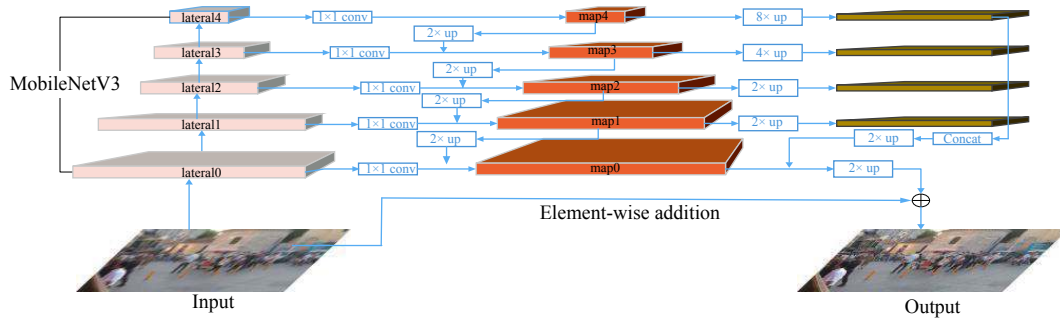 lateral4 1×1 conv map4 8× up
2× up
lateral3 1×1 conv map3 4× up
MobileNetV3
2× up
lateral2 1×1 conv map2 2× up
2× up
lateral1 1×1 conv map1 2× up
2× up 2× up Concat
lateral0 1×1 conv map0 2× up
Element-wise addition
Input Output